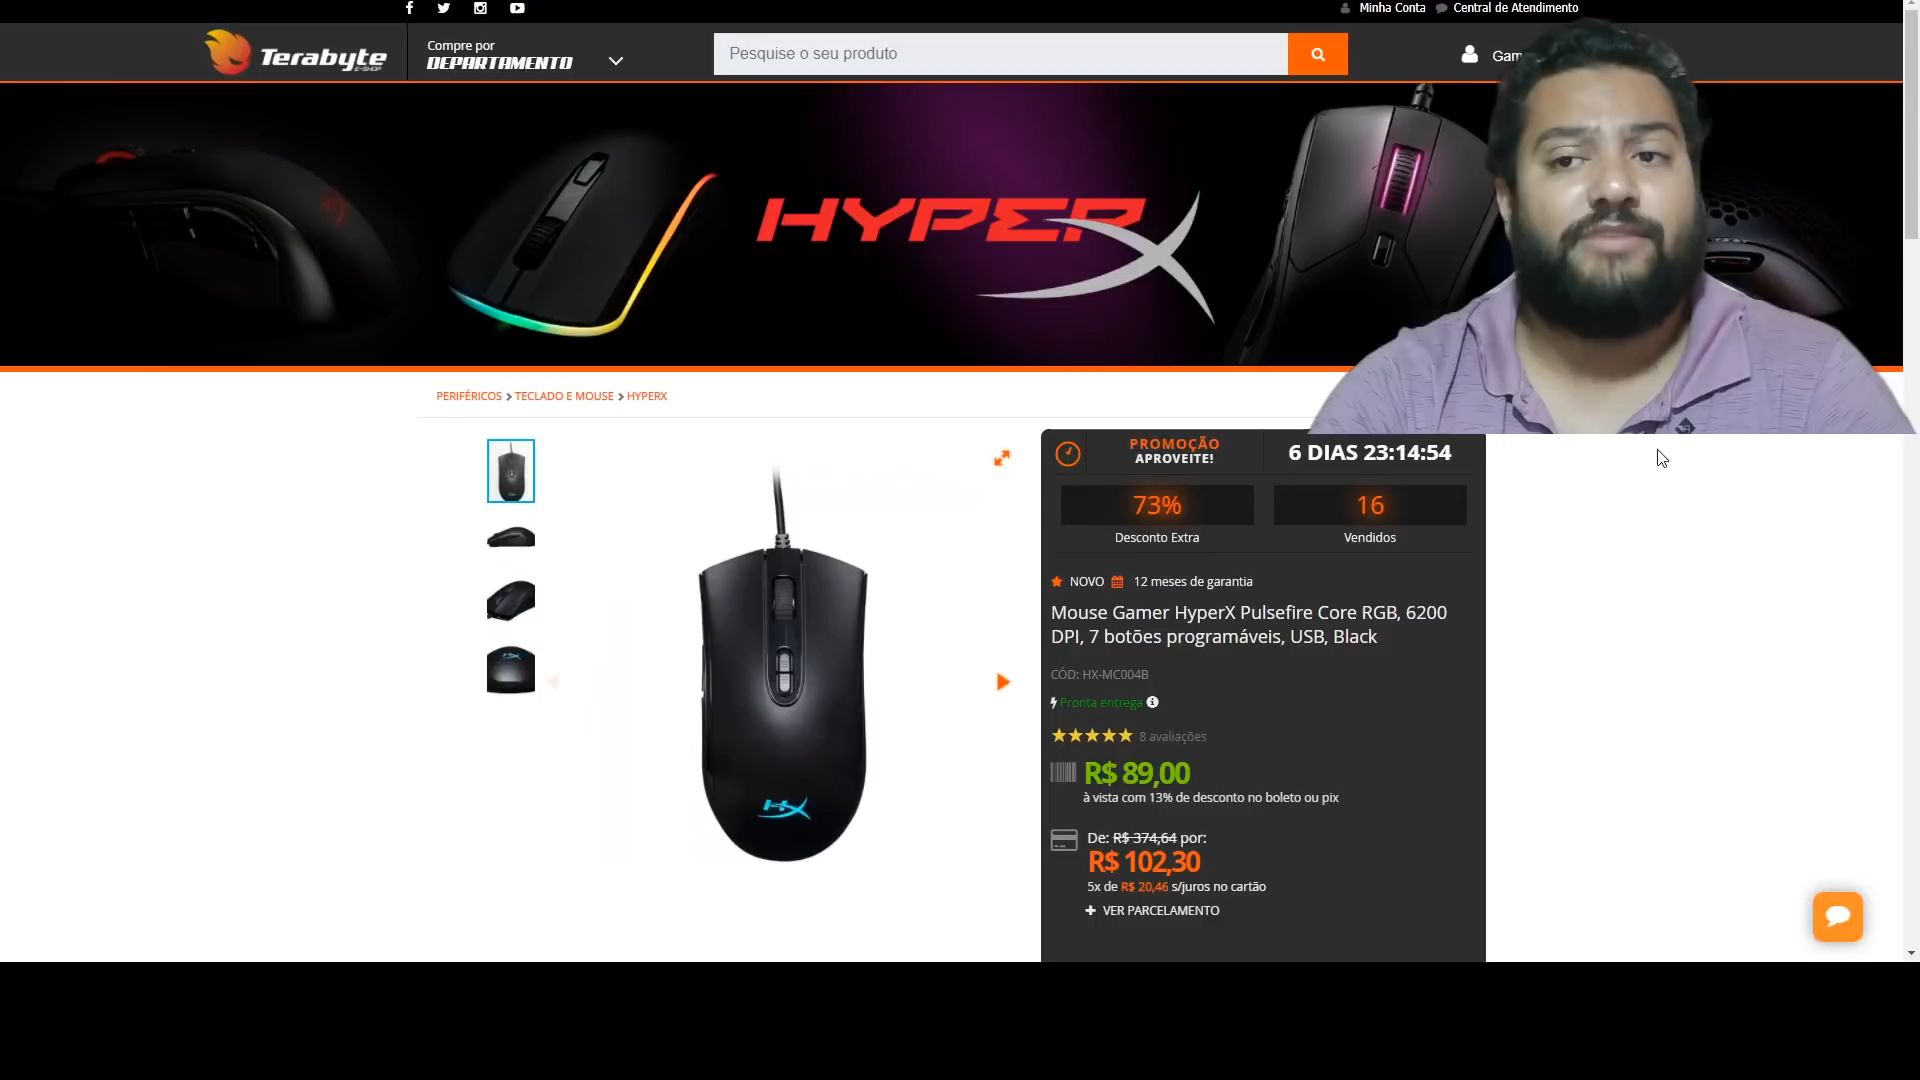 Minha Conta
Central de Atendimento
Terabyte
E-SHOP
Compre por
DEPARTAMENTO
Pesquise o seu produto
HYPERX
PERIFÉRICOS > TECLADO E MOUSE > HYPERX
PROMOÇÃO
APROVEITE!
6 DIAS 23:14:54
73%
Desconto Extra
16
Vendidos
NOVO
12 meses de garantia
Mouse Gamer HyperX Pulsefire Core RGB, 6200
DPI, 7 botões programáveis, USB, Black
CÓD: HX-MC004B
Pronta entrega
8 avaliações
R$ 89,00
à vista com 13% de desconto no boleto ou pix
De: R$ 374,64 por:
R$ 102,30
5x de R$ 20,46 s/juros no cartão
+ VER PARCELAMENTO
HX